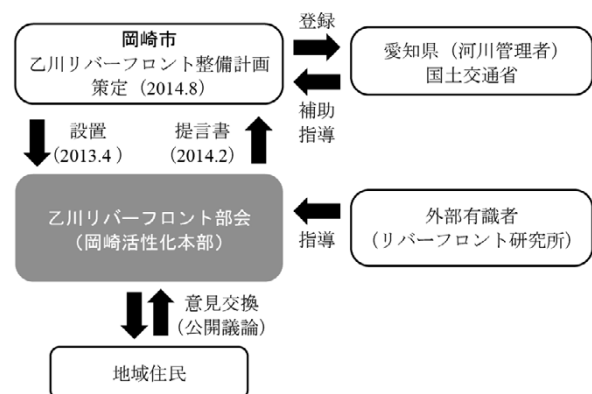 岡崎市
乙川リバーフロント整備計画
策定（2014.8）
登録
愛知県（河川管理者）
国土交通省
補助
指導
設置
（2013.4 ）
提言書
（2014.2）
乙川リバーフロント部会
（岡崎活性化本部）
指導
外部有識者
（リバーフロント研究所）
意見交換
（公開議論）
地域住民